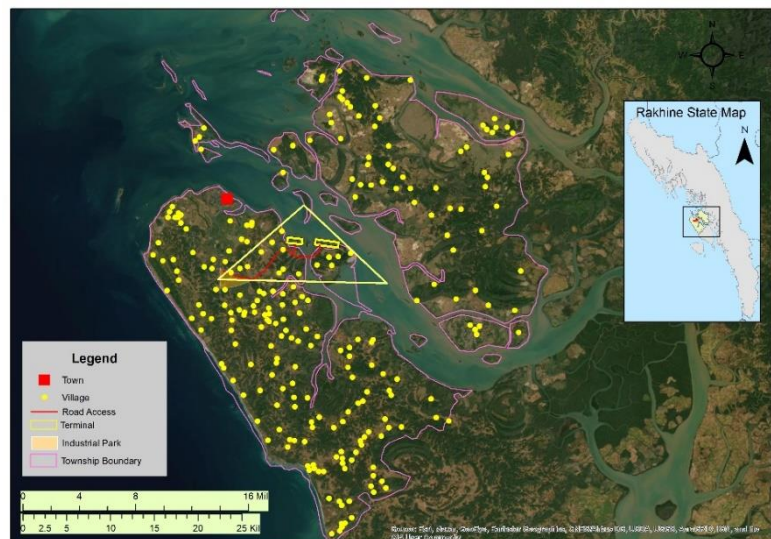 N
W E
S
Rakhine State Map
N
Legend
Town
Village
Road Access
Terminal
Industrial Park
Township Boundary
0 4 8 16 Mil
0 2.5 5 10 15 20 25 Kil